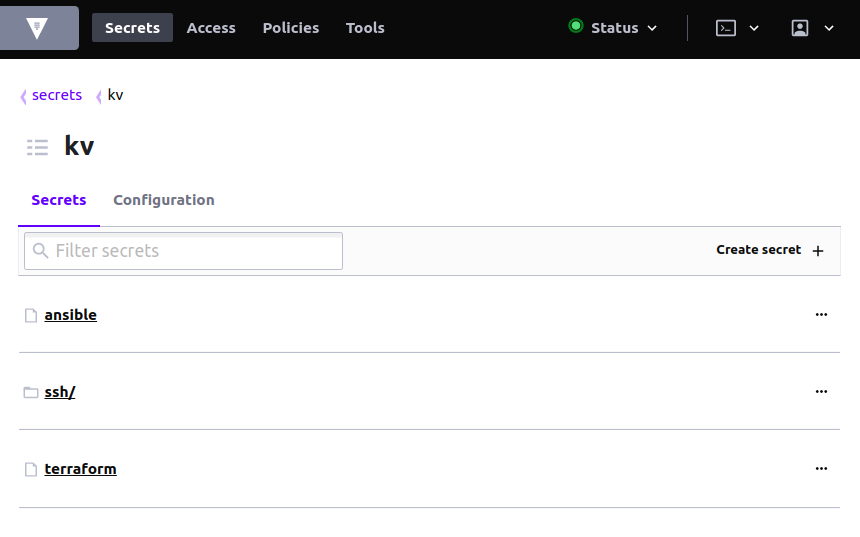 Secrets Access Policies Tools Status
secrets kv
kv
Secrets Configuration
Filter secrets Create secret +
ansible
ssh/
terraform